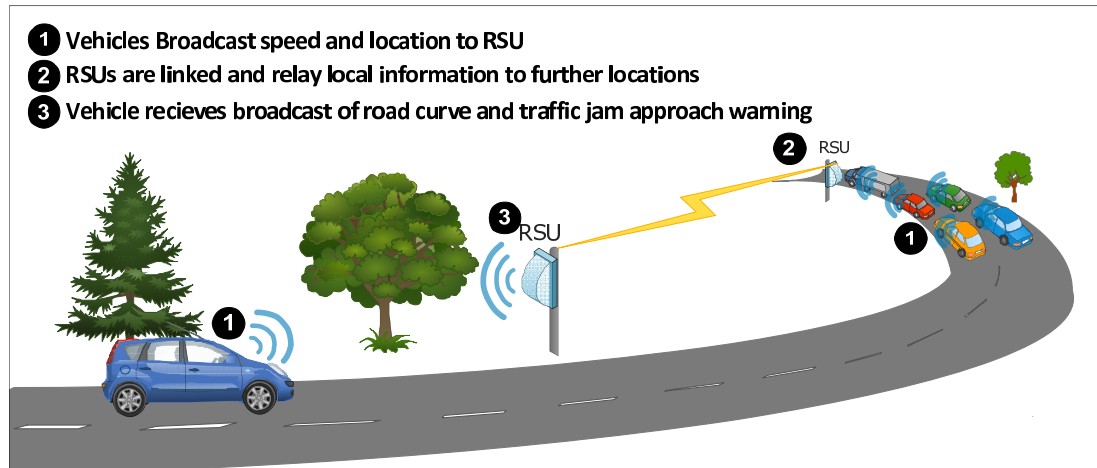 1 Vehicles Broadcast speed and location to RSU
2 RSUs are linked and relay local information to further locations
3 Vehicle recieves broadcast of road curve and traffic jam approach warning
2 RSU
3 RSU
1
1